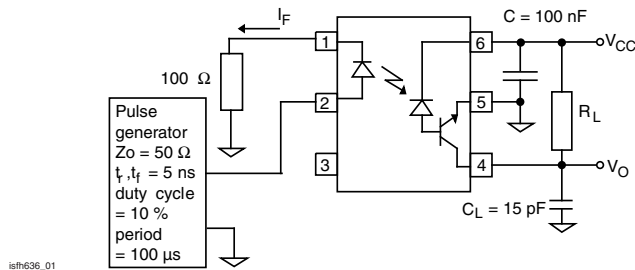 I_F
C = 100 nF
1
6
V_CC
100 Ω
2
5
R_L
Pulse
generator
Zo = 50 Ω
t_r ,t_f = 5 ns
duty cycle
= 10 %
period
= 100 µs
3
4
V_O
C_L = 15 pF
isfh636_01